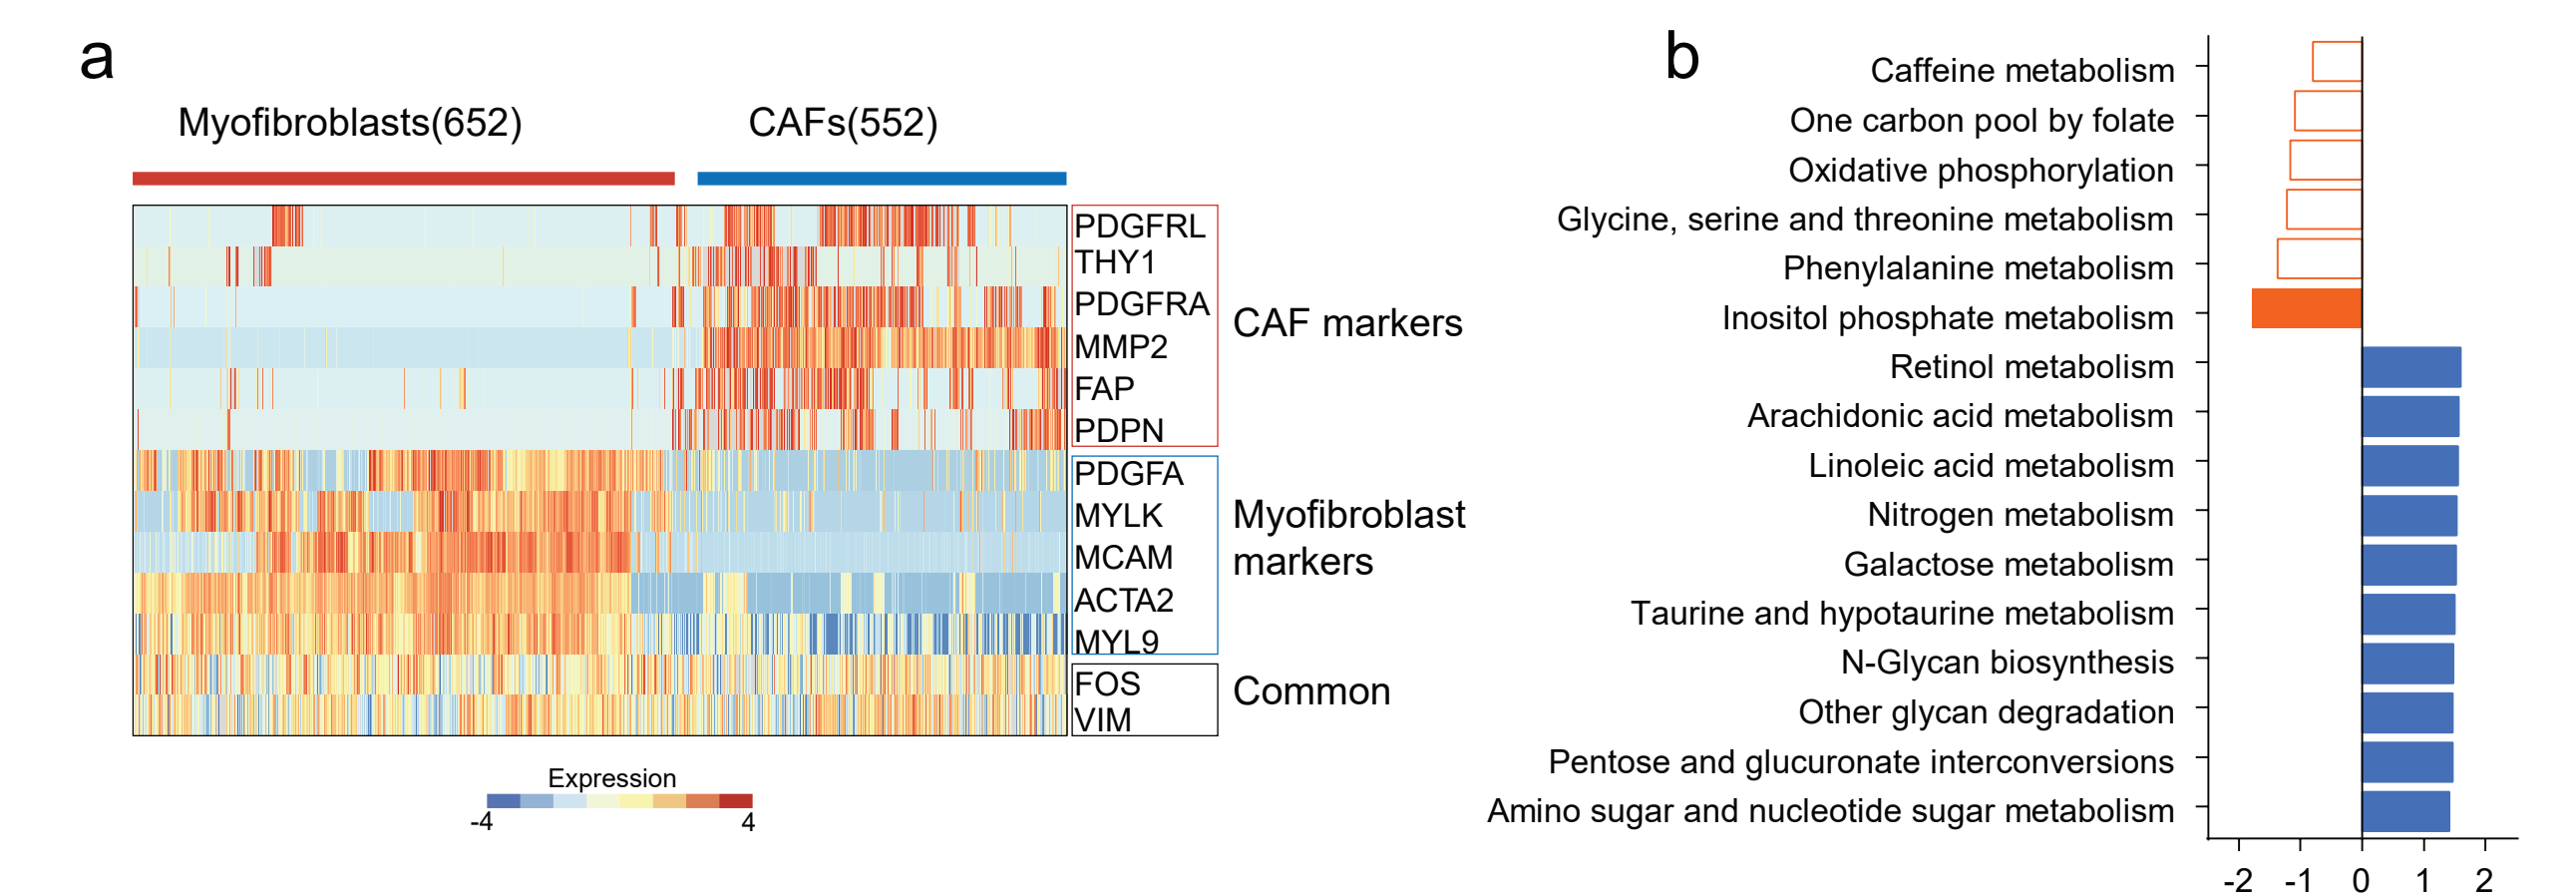 a
Myofibroblasts(652)
CAFs(552)
PDGFRL
THY1
PDGFRA
MMP2
FAP
PDPN
CAF markers
PDGFA
MYLK
MCAM
ACTA2
MYL9
Myofibroblast
markers
FOS
VIM
Common
Expression
-4
4
b
Caffeine metabolism
One carbon pool by folate
Oxidative phosphorylation
Glycine, serine and threonine metabolism
Phenylalanine metabolism
Inositol phosphate metabolism
Retinol metabolism
Arachidonic acid metabolism
Linoleic acid metabolism
Nitrogen metabolism
Galactose metabolism
Taurine and hypotaurine metabolism
N-Glycan biosynthesis
Other glycan degradation
Pentose and glucuronate interconversions
Amino sugar and nucleotide sugar metabolism
-2 -1 0 1 2